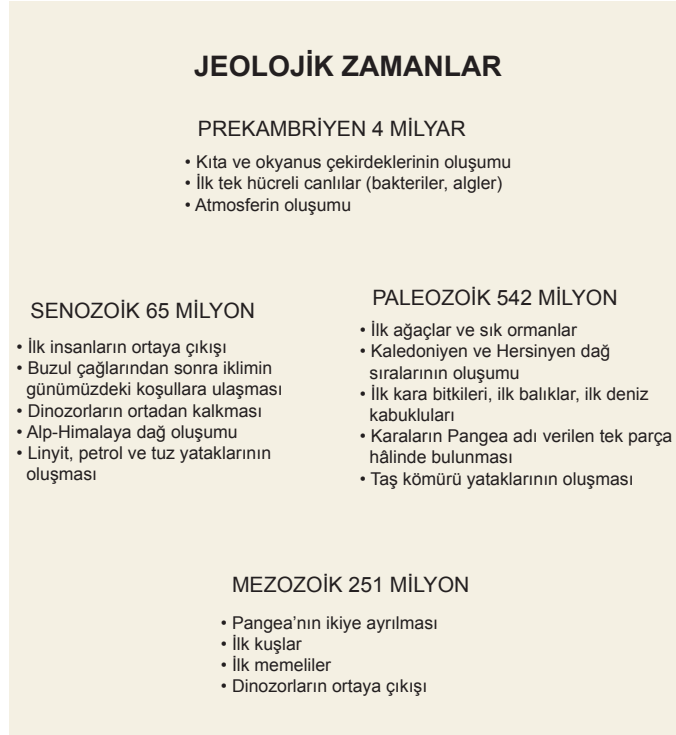 JEOLOJİK ZAMANLAR
PREKAMBRİYEN 4 MİLYAR
• Kıta ve okyanus çekirdeklerinin oluşumu
• İlk tek hücreli canlılar (bakteriler, algler)
• Atmosferin oluşumu
SENOZOİK 65 MİLYON
• İlk insanların ortaya çıkışı
• Buzul çağlarından sonra iklimin
günümüzdeki koşullara ulaşması
• Dinozorların ortadan kalkması
• Alp-Himalaya dağ oluşumu
• Linyit, petrol ve tuz yataklarının
oluşması
PALEOZOİK 542 MİLYON
• İlk ağaçlar ve sık ormanlar
• Kaledoniyen ve Hersinyen dağ
sıralarının oluşumu
• İlk kara bitkileri, ilk balıklar, ilk deniz
kabukluları
• Karaların Pangea adı verilen tek parça
hâlinde bulunması
• Taş kömürü yataklarının oluşması
MEZOZOİK 251 MİLYON
• Pangea’nın ikiye ayrılması
• İlk kuşlar
• İlk memeliler
• Dinozorların ortaya çıkışı